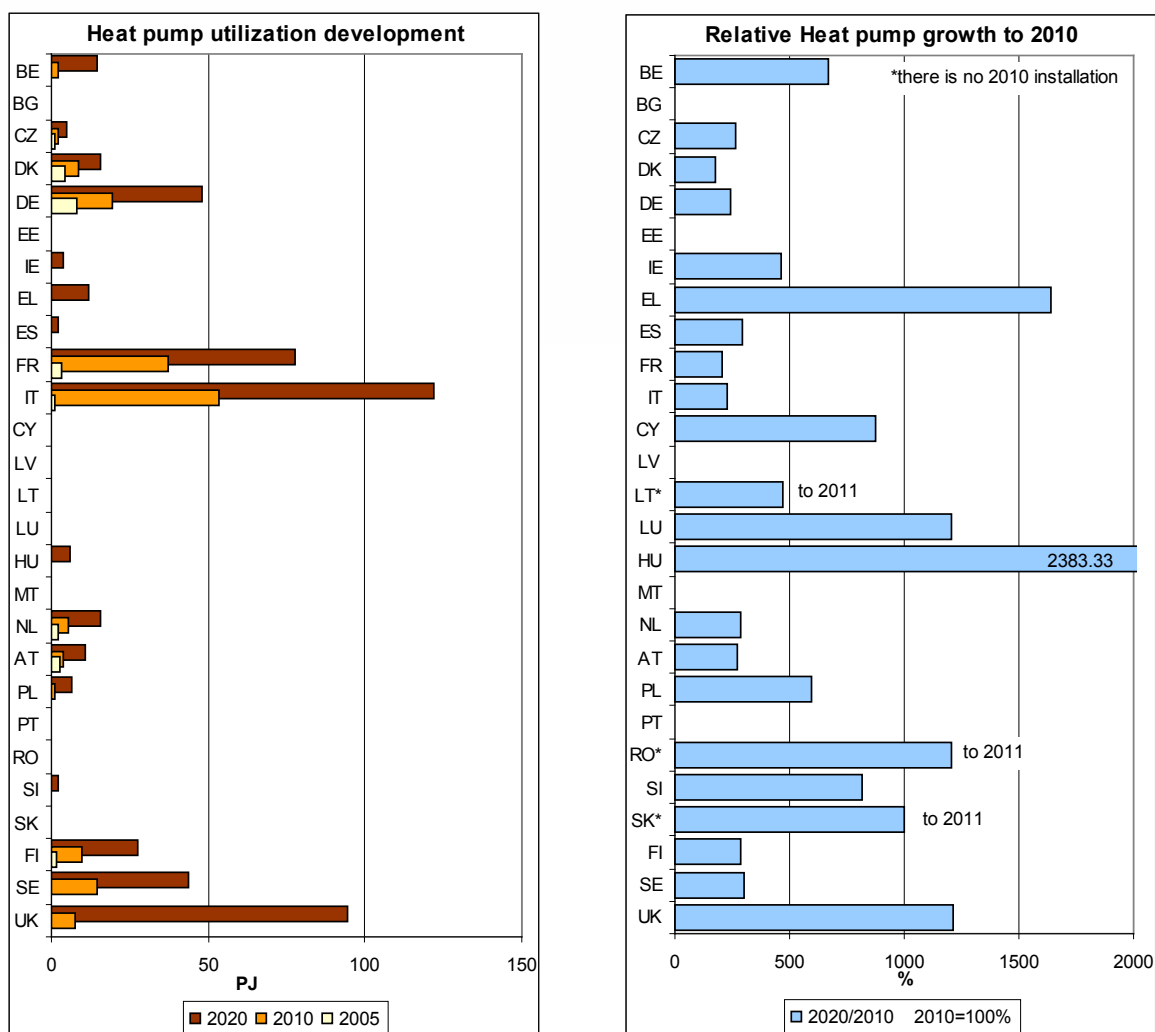 Heat pump utilization development
BE
BG
CZ
DK
DE
EE
IE
EL
ES
FR
IT
CY
LV
LT
LU
HU
MT
NL
AT
PL
PT
RO
SI
SK
FI
SE
UK
0 50 100 150
PJ
2020 2010 2005
Relative Heat pump growth to 2010
*there is no 2010 installation
BE
BG
CZ
DK
DE
EE
IE
EL
ES
FR
IT
CY
LV
LT* to 2011
LU
HU 2383.33
MT
NL
AT
PL
PT
RO* to 2011
SI
SK* to 2011
FI
SE
UK
0 500 1000 1500 2000
%
2020/2010 2010=100%